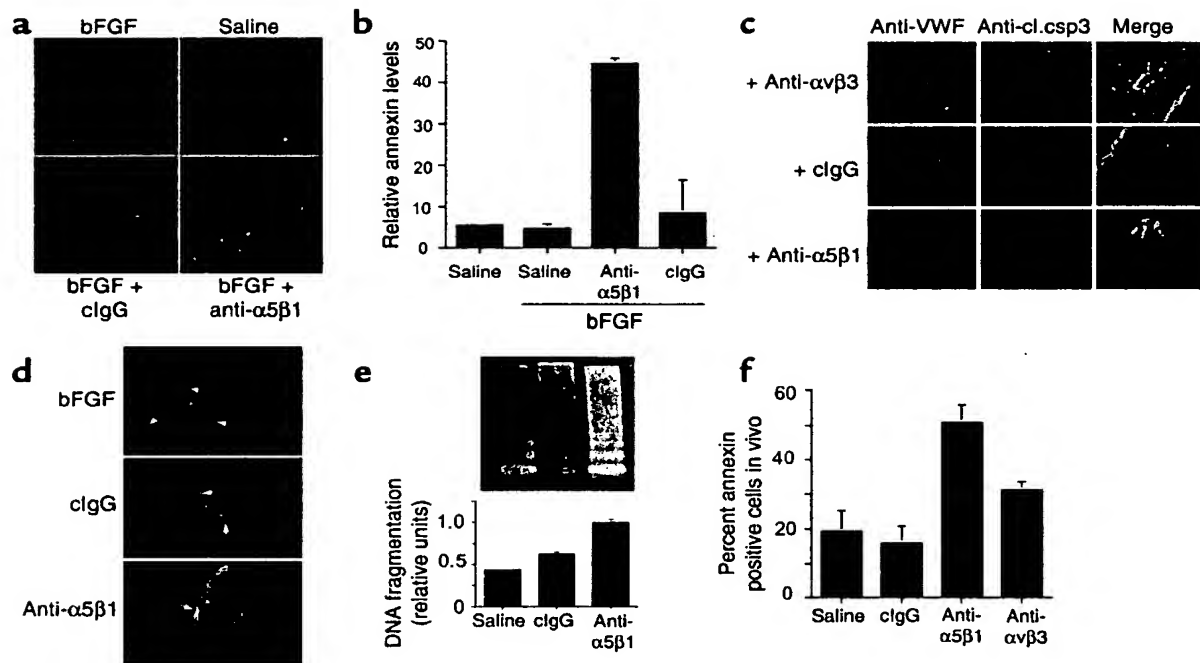 a
bFGF Saline
bFGF + cIgG
bFGF + anti-α5β1
b
Relative annexin levels
50
40
30
20
10
0
Saline Saline Anti-α5β1 cIgG
bFGF
c
Anti-VWF Anti-cl.csp3 Merge
+ Anti-αvβ3
+ cIgG
+ Anti-α5β1
d
bFGF
cIgG
Anti-α5β1
e
DNA fragmentation
(relative units)
1.0
0.5
0
Saline cIgG Anti-α5β1
f
Percent annexin
positive cells in vivo
60
40
20
0
Saline cIgG Anti-α5β1 Anti-αvβ3